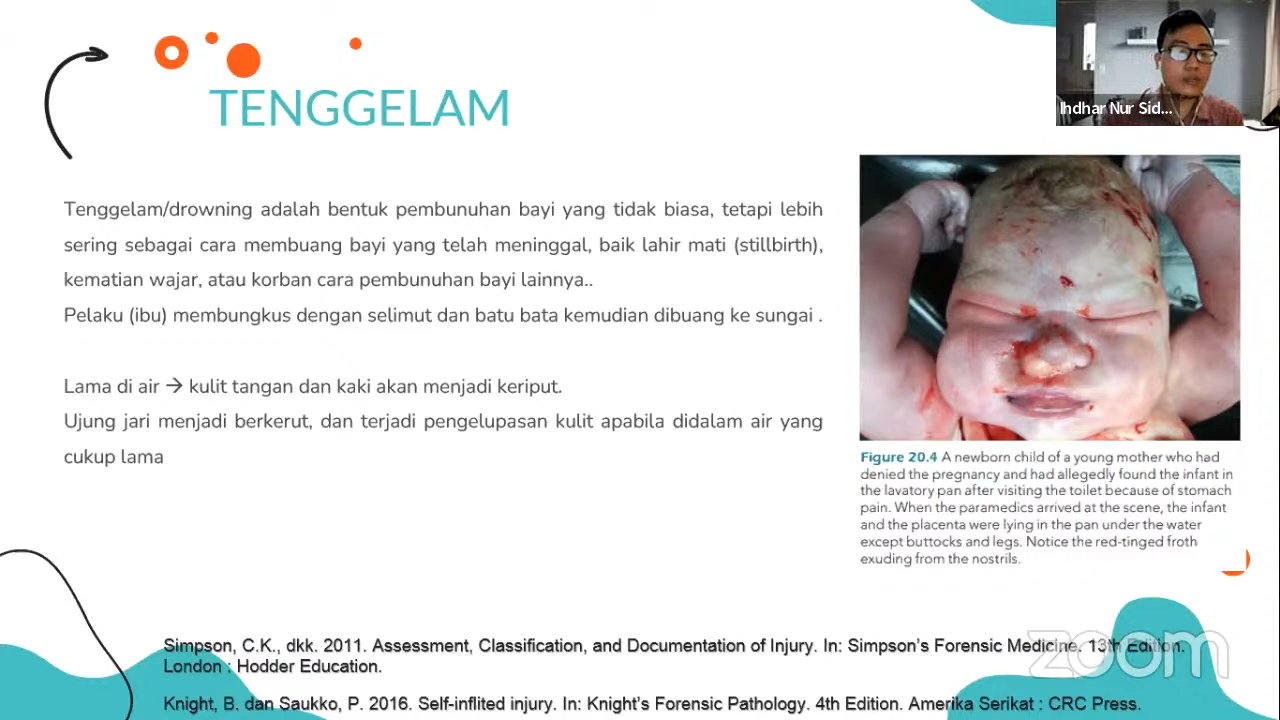 TENGGELAM
Ihdhar Nur Sid...
Tenggelam/drowning adalah bentuk pembunuhan bayi yang tidak biasa, tetapi lebih
sering sebagai cara membuang bayi yang telah meninggal, baik lahir mati (stillbirth),
kematian wajar, atau korban cara pembunuhan bayi lainnya..
Pelaku (ibu) membungkus dengan selimut dan batu bata kemudian dibuang ke sungai .
Lama di air → kulit tangan dan kaki akan menjadi keriput.
Ujung jari menjadi berkerut, dan terjadi pengelupasan kulit apabila didalam air yang
cukup lama
Figure 20.4 A newborn child of a young mother who had
denied the pregnancy and had allegedly found the infant in
the lavatory pan after visiting the toilet because of stomach
pain. When the paramedics arrived at the scene, the infant
and the placenta were lying in the pan under the water
except buttocks and legs. Notice the red-tinged froth
exuding from the nostrils.
Simpson, C.K., dkk. 2011. Assessment, Classification, and Documentation of Injury. In: Simpson's Forensic Medicine. 13th Edition.
London : Hodder Education.
Knight, B. dan Saukko, P. 2016. Self-inflited injury. In: Knight's Forensic Pathology. 4th Edition. Amerika Serikat : CRC Press.
zoom